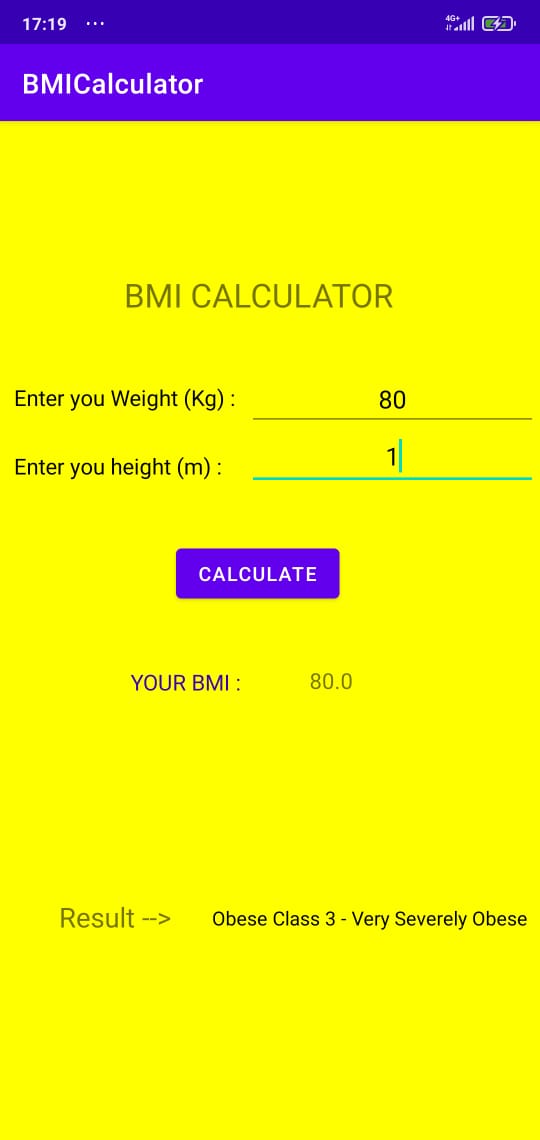 17:19 ... 4G+
BMICalculator
BMI CALCULATOR
Enter you Weight (Kg) : 80
Enter you height (m) : 1
CALCULATE
YOUR BMI : 80.0
Result --> Obese Class 3 - Very Severely Obese